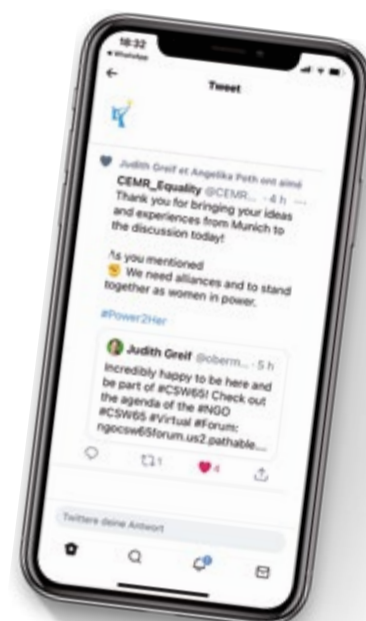 18:32
◀ WhatsApp
Tweet
Judith Greif et Angelika Poth ont aimé
CEMR_Equality @CEMR... · 4 h
Thank you for bringing your ideas
and experiences from Munich to
the discussion today!
As you mentioned
✊ We need alliances and to stand
together as women in power.
#Power2Her
Judith Greif @oberm... · 5 h
Incredibly happy to be here and
be part of #CSW65! Check out
the agenda of the #NGO
#CSW65 #Virtual #Forum:
ngocsw65forum.us2.pathable....
1 4
Twittere deine Antwort